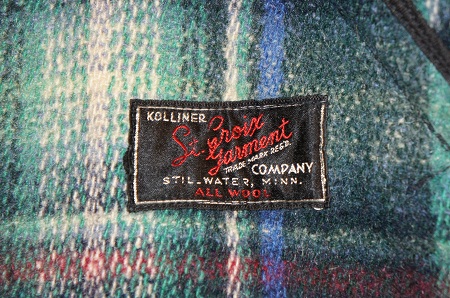 KOLLINER
St. Croix
Garment
TRADE MARK REG'D.
COMPANY
STILLWATER, MINN.
ALL WOOL